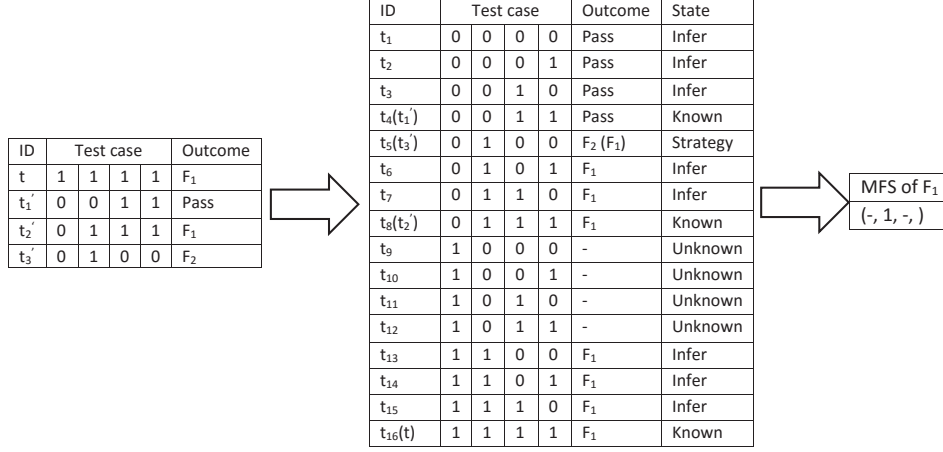 ID Test case Outcome
t 1 1 1 1 F₁
t₁′ 0 0 1 1 Pass
t₂′ 0 1 1 1 F₁
t₃′ 0 1 0 0 F₂
ID Test case Outcome State
t₁ 0 0 0 0 Pass Infer
t₂ 0 0 0 1 Pass Infer
t₃ 0 0 1 0 Pass Infer
t₄(t₁′) 0 0 1 1 Pass Known
t₅(t₃′) 0 1 0 0 F₂ (F₁) Strategy
t₆ 0 1 0 1 F₁ Infer
t₇ 0 1 1 0 F₁ Infer
t₈(t₂′) 0 1 1 1 F₁ Known
t₉ 1 0 0 0 - Unknown
t₁₀ 1 0 0 1 - Unknown
t₁₁ 1 0 1 0 - Unknown
t₁₂ 1 0 1 1 - Unknown
t₁₃ 1 1 0 0 F₁ Infer
t₁₄ 1 1 0 1 F₁ Infer
t₁₅ 1 1 1 0 F₁ Infer
t₁₆(t) 1 1 1 1 F₁ Known
MFS of F₁
(-, 1, -, )